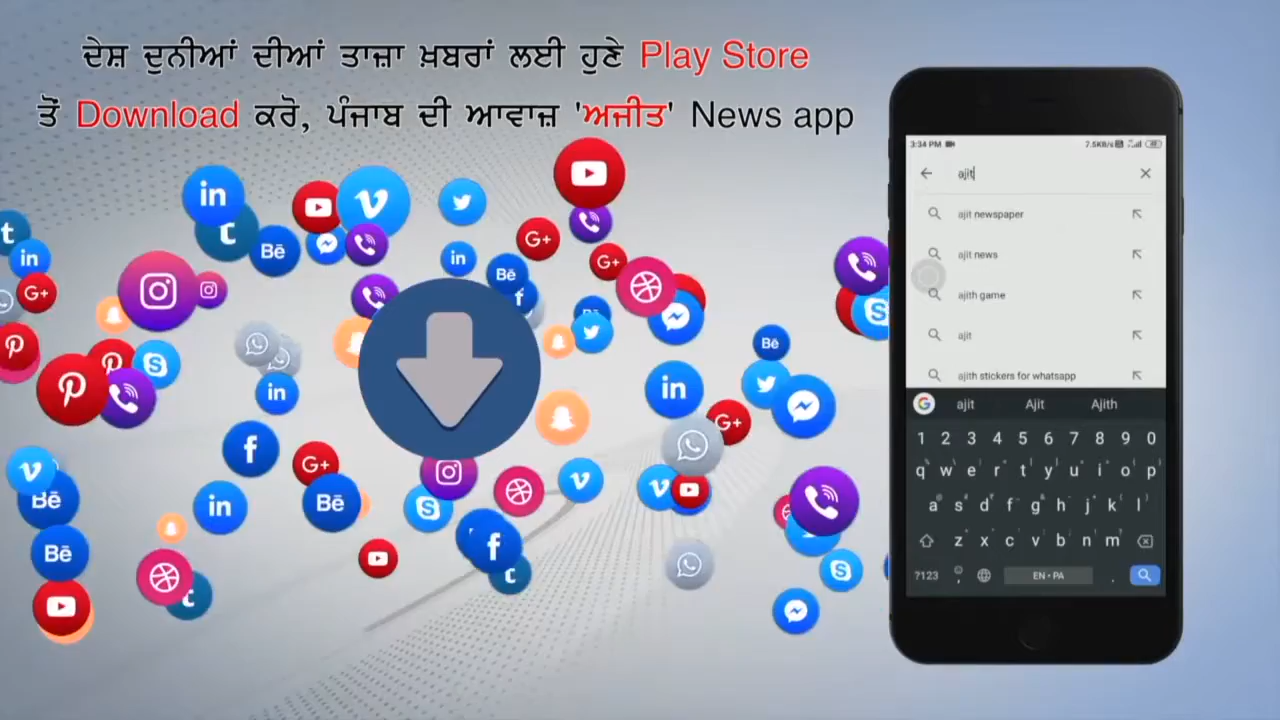 ਦੇਸ਼ ਦੁਨੀਆਂ ਦੀਆਂ ਤਾਜ਼ਾ ਖ਼ਬਰਾਂ ਲਈ ਹੁਣੇ Play Store
ਤੋਂ Download ਕਰੋ, ਪੰਜਾਬ ਦੀ ਆਵਾਜ਼ 'ਅਜੀਤ' News app
3:34 PM 7.5KB/s
ajit
ajit newspaper
ajit news
ajith game
ajit
ajith stickers for whatsapp
ajit Ajit Ajith
1 2 3 4 5 6 7 8 9 0
q w e r t y u i o p
a s d f g h j k l
z x c v b n m
?123 , EN • PA .